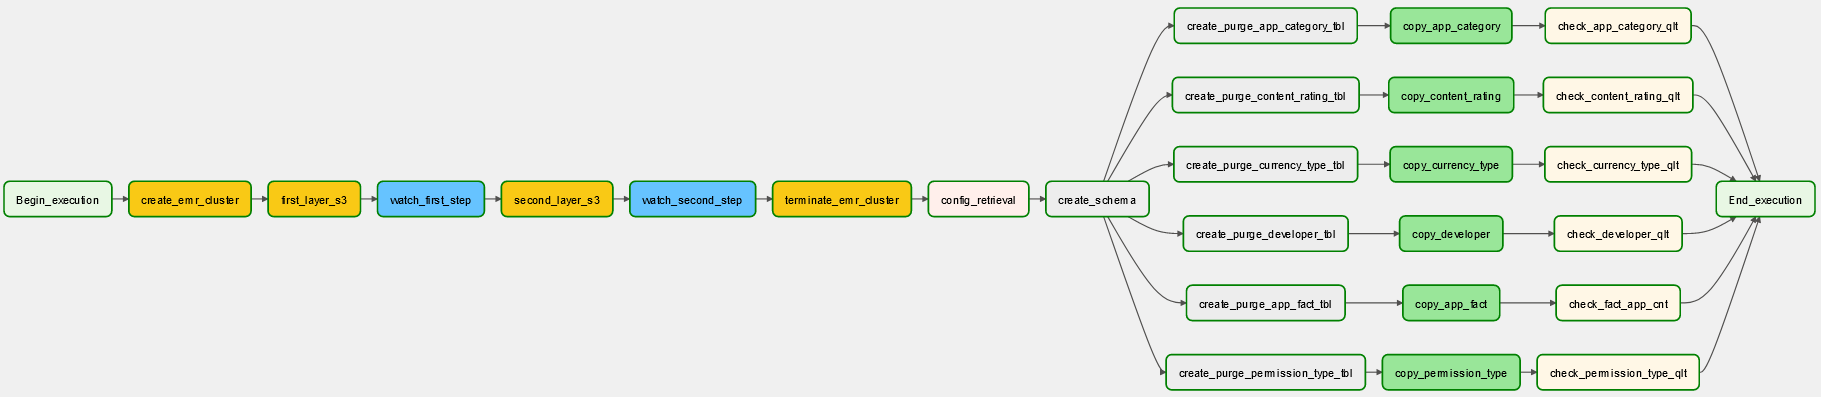 Begin_execution
create_emr_cluster
first_layer_s3
watch_first_step
second_layer_s3
watch_second_step
terminate_emr_cluster
config_retrieval
create_schema
create_purge_app_category_tbl
copy_app_category
check_app_category_qlt
create_purge_content_rating_tbl
copy_content_rating
check_content_rating_qlt
create_purge_currency_type_tbl
copy_currency_type
check_currency_type_qlt
create_purge_developer_tbl
copy_developer
check_developer_qlt
create_purge_app_fact_tbl
copy_app_fact
check_fact_app_cnt
create_purge_permission_type_tbl
copy_permission_type
check_permission_type_qlt
End_execution